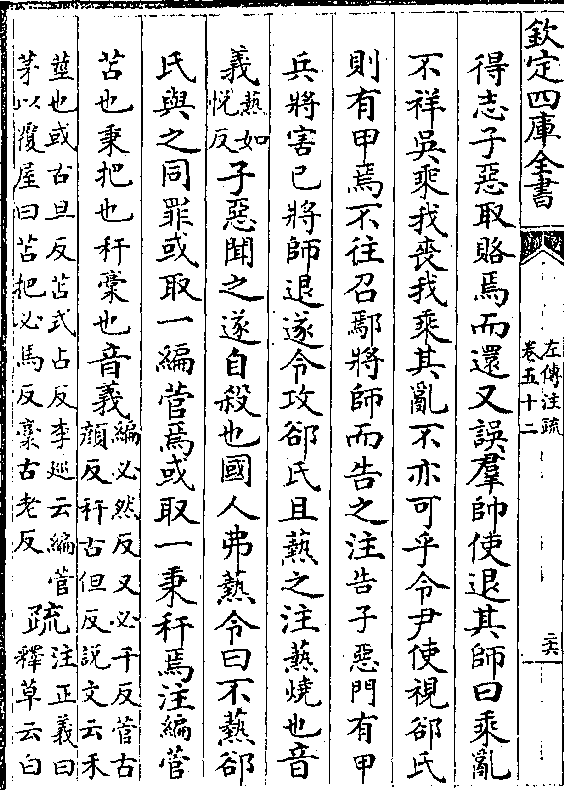 欽定四庫全書
左傳注疏
卷五十二
二六
得志子惡取賂焉而還又誤羣帥使退其師曰乘亂
不祥吳乘我喪我乘其亂不亦可乎令尹使視郤氏
則有甲焉不往召鄢將師而告之注告子惡門有甲
兵將害已將師退遂令攻郤氏且爇之注爇燒也音
義爇如
悅反子惡聞之遂自殺也國人弗爇令曰不爇郤
氏與之同罪或取一編菅焉或取一秉秆焉注編菅
苫也秉把也秆稾也音義編必然反又必千反菅古
顔反秆古但反說文云禾
莖也或古旦反苫式占反李廵云編菅
茅以覆屋曰苫把必馬反稾古老反疏注正義曰
釋草云白